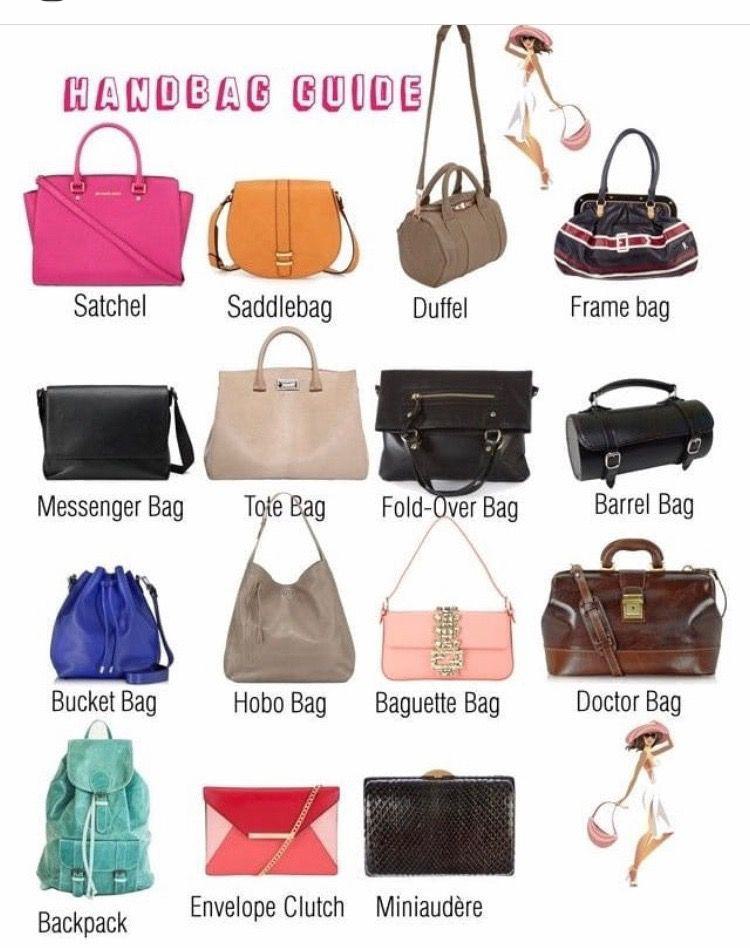 HANDBAG GUIDE
Satchel
Saddlebag
Duffel
Frame bag
Messenger Bag
Tote Bag
Fold-Over Bag
Barrel Bag
Bucket Bag
Hobo Bag
Baguette Bag
Doctor Bag
Backpack
Envelope Clutch
Miniaudère